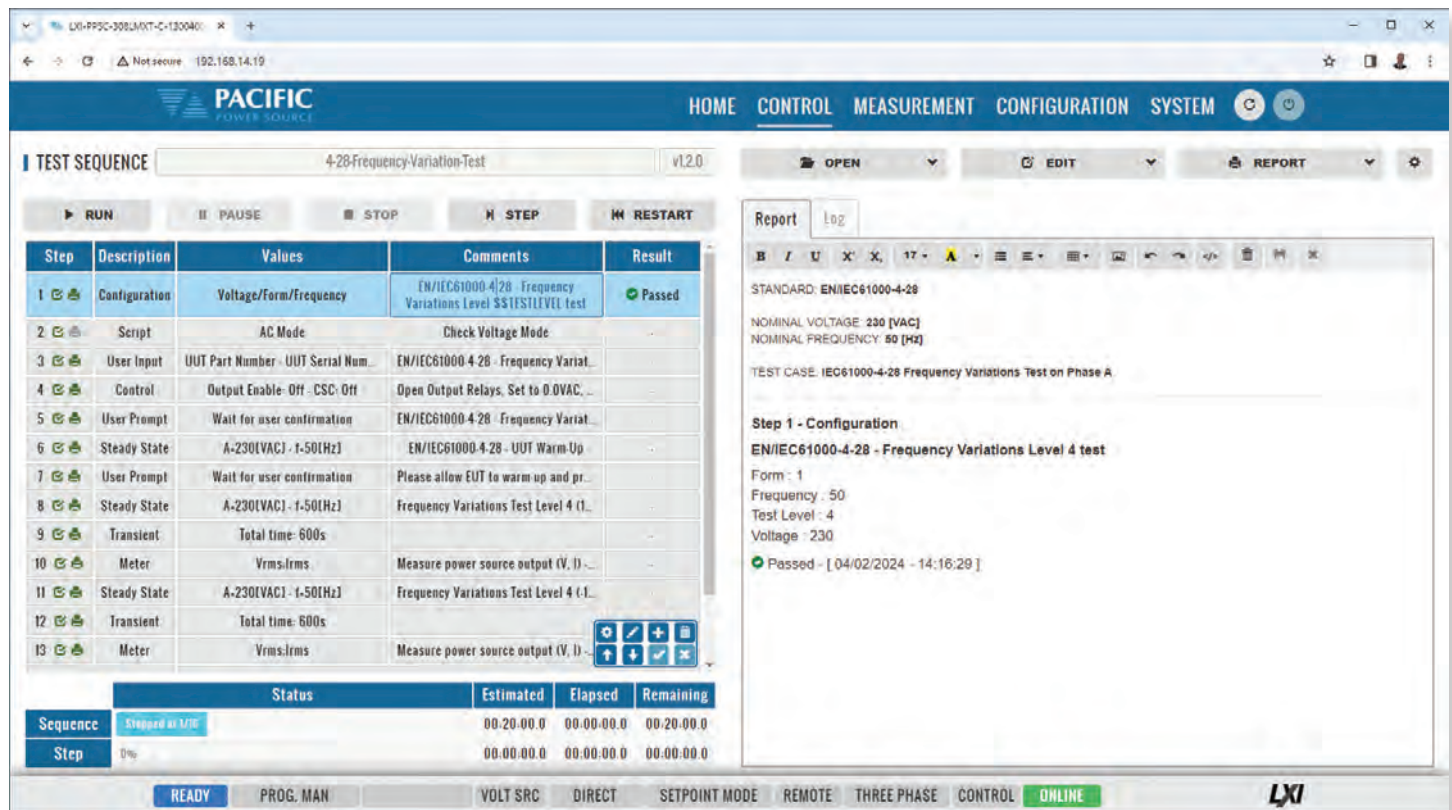 Not secure 192.168.14.19
PACIFIC
POWER SOURCE
HOME CONTROL MEASUREMENT CONFIGURATION SYSTEM
TEST SEQUENCE 4-28-Frequency-Variation-Test v1.2.0
OPEN EDIT REPORT
RUN PAUSE STOP STEP RESTART
Step Description Values Comments Result
1 Configuration Voltage/Form/Frequency EN/IEC61000-4-28 - Frequency Variations Level $$TESTLEVEL test Passed
2 Script AC Mode Check Voltage Mode -
3 User Input UUT Part Number - UUT Serial Num... EN/IEC61000-4-28 - Frequency Variat... -
4 Control Output Enable: Off - CSC: Off Open Output Relays, Set to 0.0VAC, ... -
5 User Prompt Wait for user confirmation EN/IEC61000-4-28 - Frequency Variat... -
6 Steady State A=230[VAC] - f=50[Hz] EN/IEC61000-4-28 - UUT Warm-Up -
7 User Prompt Wait for user confirmation Please allow EUT to warm up and pr... -
8 Steady State A=230[VAC] - f=50[Hz] Frequency Variations Test Level 4 (1... -
9 Transient Total time: 600s -
10 Meter Vrms,Irms Measure power source output (V, I) -... -
11 Steady State A=230[VAC] - f=50[Hz] Frequency Variations Test Level 4 (-1... -
12 Transient Total time: 600s
13 Meter Vrms,Irms Measure power source output (V, I) -...
Status Estimated Elapsed Remaining
Sequence Stopped at 1/16 00:20:00.0 00:00:00.0 00:20:00.0
Step 0% 00:00:00.0 00:00:00.0 00:00:00.0
Report Log
B I U X X, 17 A
STANDARD: EN/IEC61000-4-28
NOMINAL VOLTAGE: 230 [VAC]
NOMINAL FREQUENCY: 50 [Hz]
TEST CASE: IEC61000-4-28 Frequency Variations Test on Phase A
Step 1 - Configuration
EN/IEC61000-4-28 - Frequency Variations Level 4 test
Form : 1
Frequency : 50
Test Level : 4
Voltage : 230
Passed - [ 04/02/2024 - 14:16:29 ]
READY PROG. MAN VOLT SRC DIRECT SETPOINT MODE REMOTE THREE PHASE CONTROL ONLINE LXI